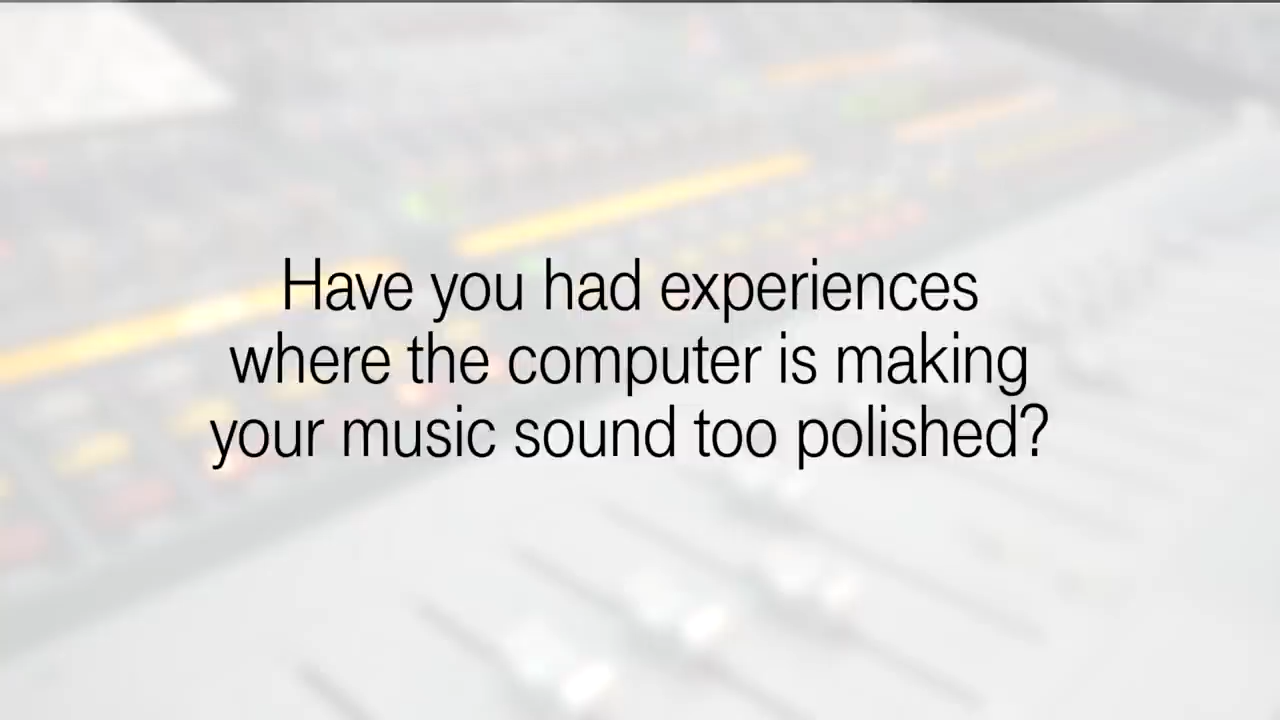 Have you had experiences
where the computer is making
your music sound too polished?